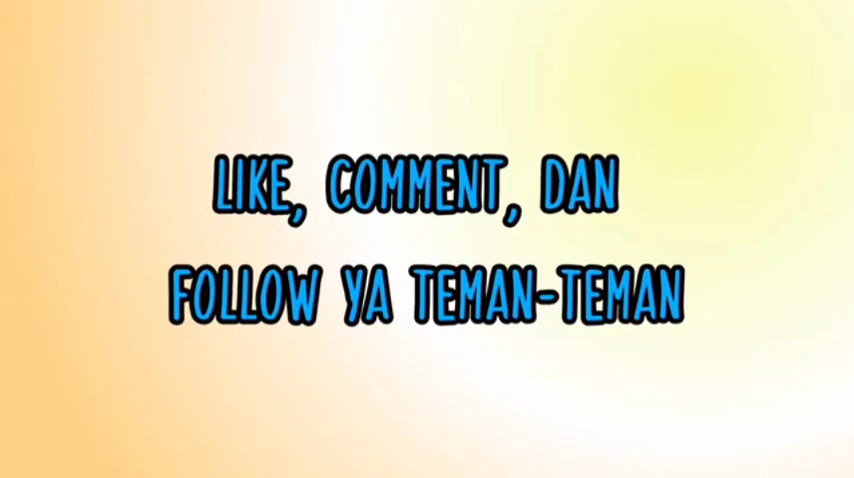 LIKE, COMMENT, DAN
FOLLOW YA TEMAN-TEMAN